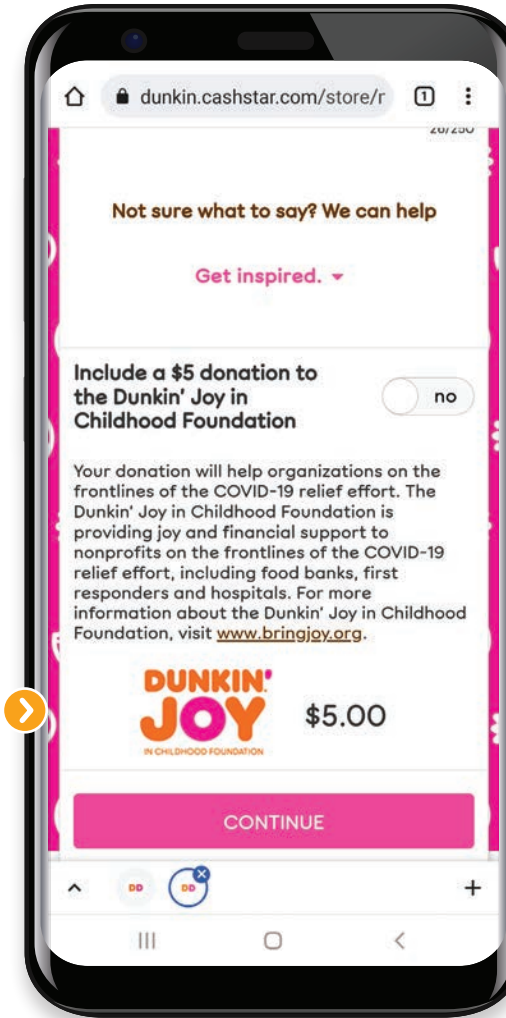 dunkin.cashstar.com/store/r
1
26/250
Not sure what to say? We can help
Get inspired.
Include a $5 donation to
the Dunkin' Joy in
Childhood Foundation
no
Your donation will help organizations on the
frontlines of the COVID-19 relief effort. The
Dunkin' Joy in Childhood Foundation is
providing joy and financial support to
nonprofits on the frontlines of the COVID-19
relief effort, including food banks, first
responders and hospitals. For more
information about the Dunkin' Joy in Childhood
Foundation, visit www.bringjoy.org.
DUNKIN'
JOY
IN CHILDHOOD FOUNDATION
$5.00
CONTINUE
DD
DD